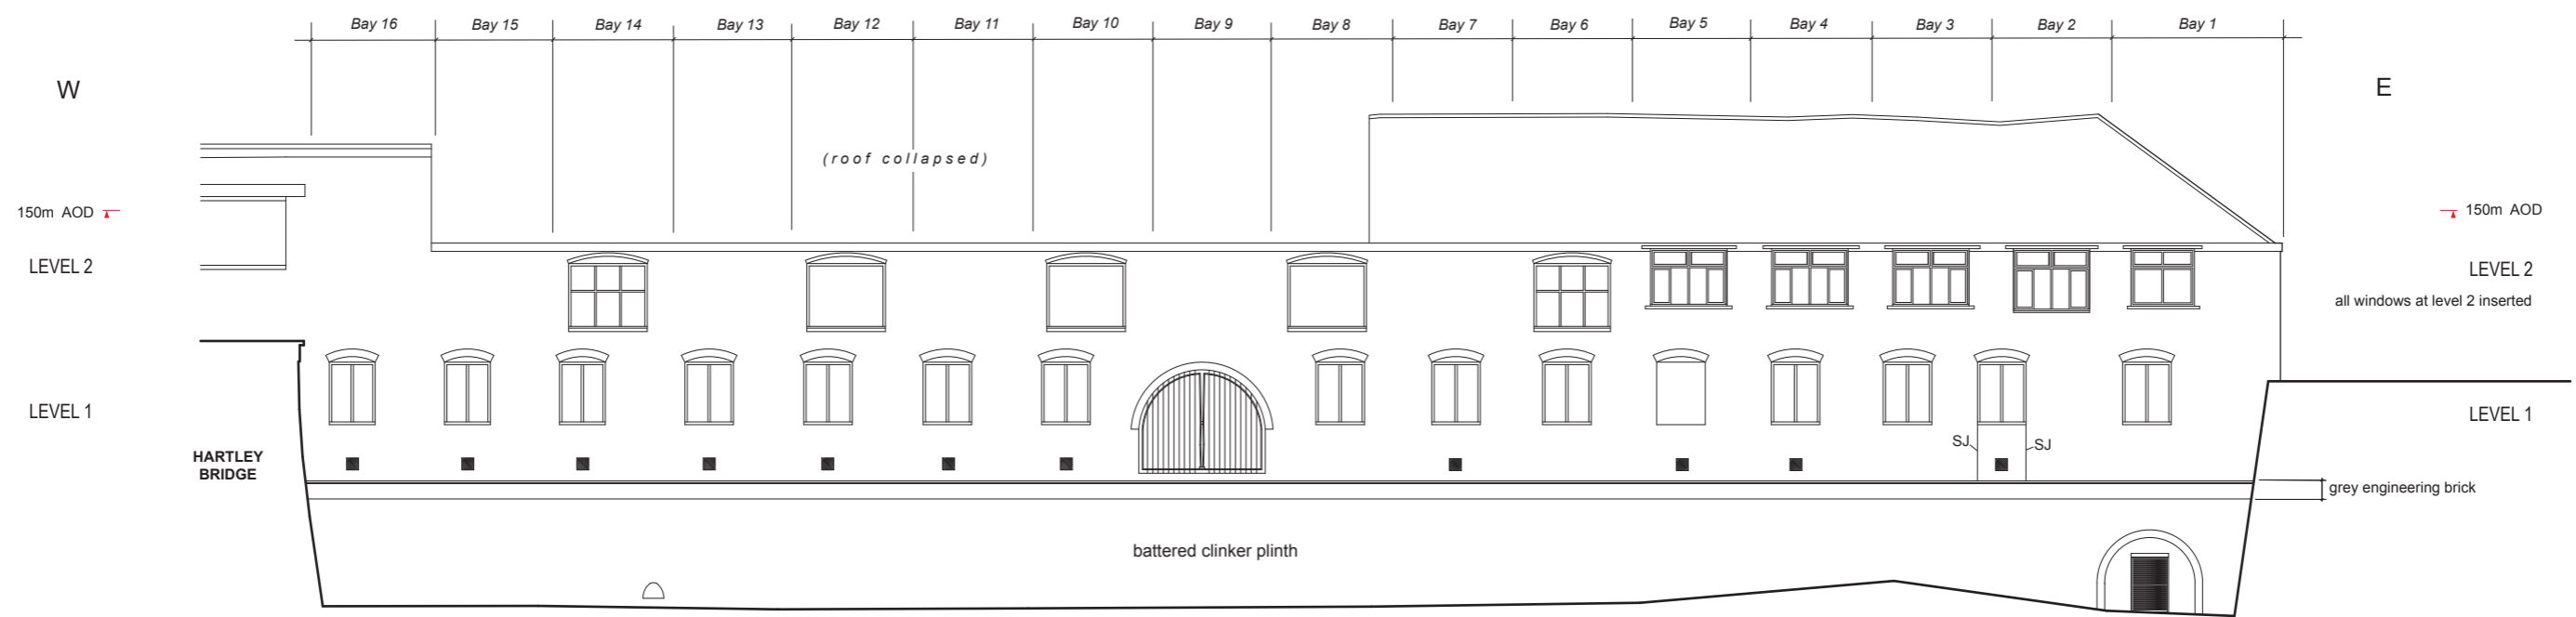 Bay 16 Bay 15 Bay 14 Bay 13 Bay 12 Bay 11 Bay 10 Bay 9 Bay 8 Bay 7 Bay 6 Bay 5 Bay 4 Bay 3 Bay 2 Bay 1
W
E
(roof collapsed)
150m AOD
150m AOD
LEVEL 2
LEVEL 2
all windows at level 2 inserted
LEVEL 1
LEVEL 1
SJ
SJ
HARTLEY
BRIDGE
grey engineering brick
battered clinker plinth